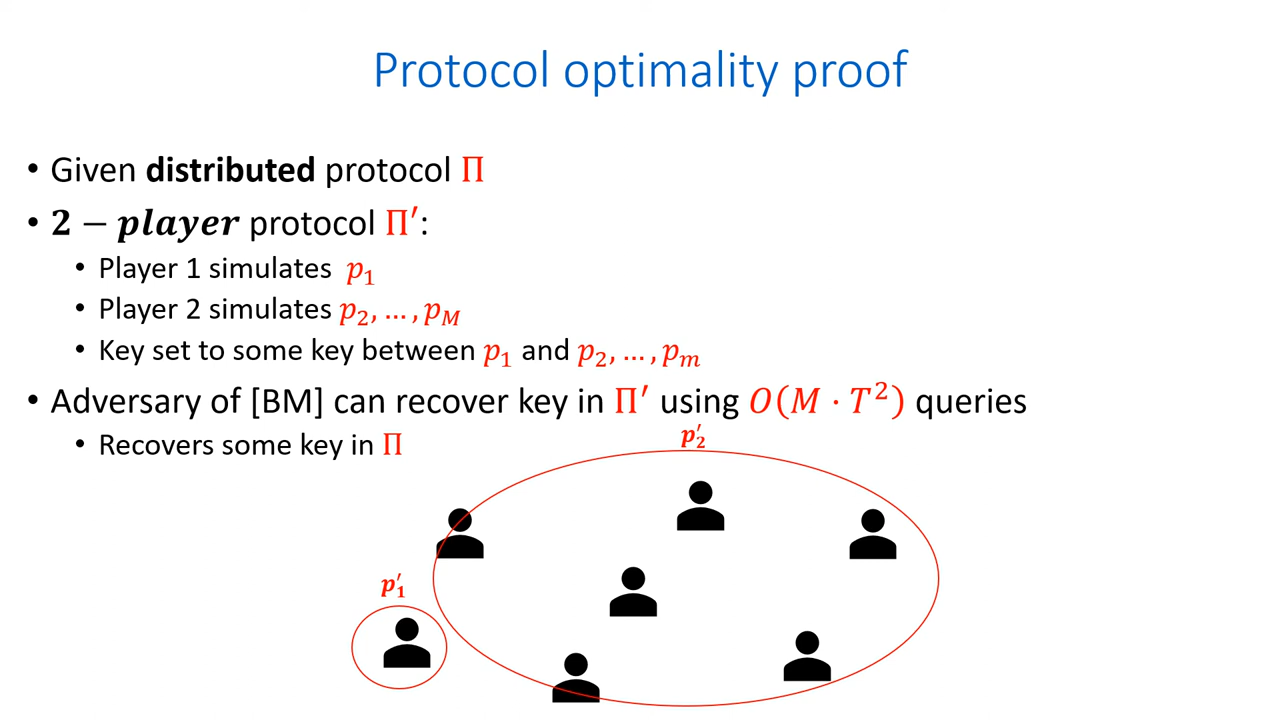 Protocol optimality proof
• Given distributed protocol Π
• 2 − player protocol Π′:
• Player 1 simulates p₁
• Player 2 simulates p₂, …, p_M
• Key set to some key between p₁ and p₂, …, pₘ
• Adversary of [BM] can recover key in Π′ using O(M · T²) queries
• Recovers some key in Π
p′₂
p′₁